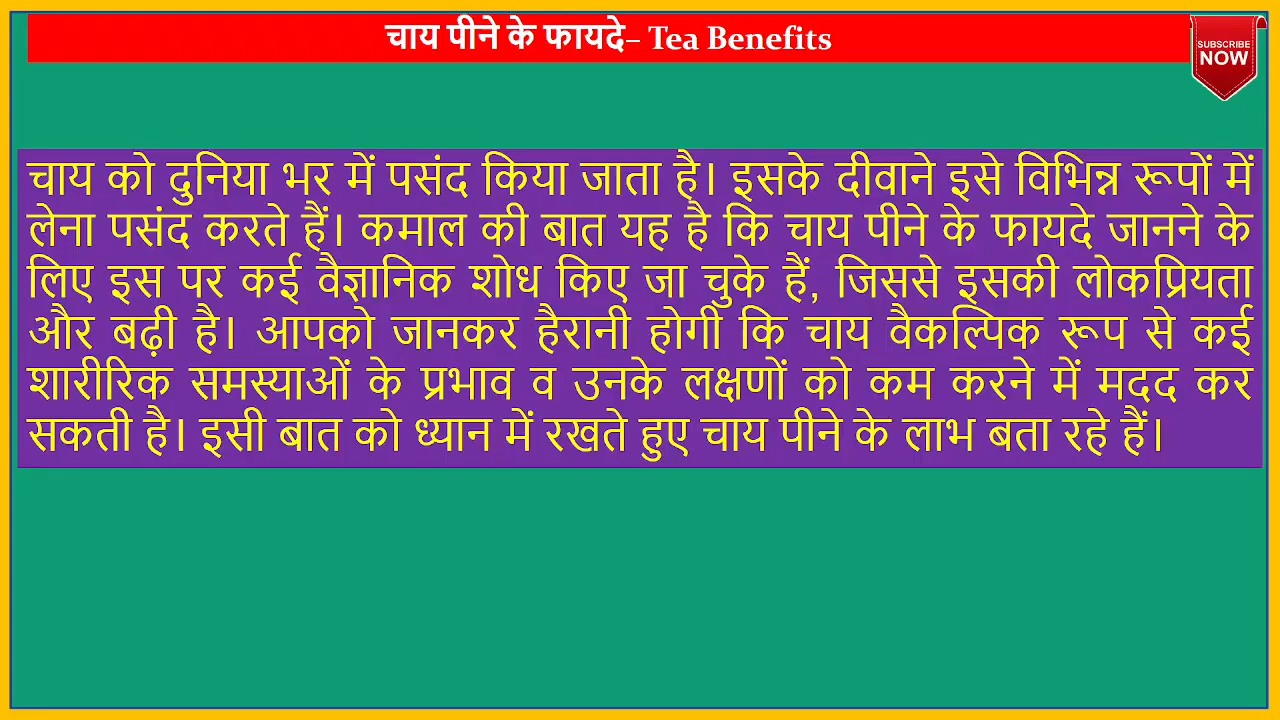 चाय पीने के फायदे– Tea Benefits
SUBSCRIBE
NOW
चाय को दुनिया भर में पसंद किया जाता है। इसके दीवाने इसे विभिन्न रूपों में
लेना पसंद करते हैं। कमाल की बात यह है कि चाय पीने के फायदे जानने के
लिए इस पर कई वैज्ञानिक शोध किए जा चुके हैं, जिससे इसकी लोकप्रियता
और बढ़ी है। आपको जानकर हैरानी होगी कि चाय वैकल्पिक रूप से कई
शारीरिक समस्याओं के प्रभाव व उनके लक्षणों को कम करने में मदद कर
सकती है। इसी बात को ध्यान में रखते हुए चाय पीने के लाभ बता रहे हैं।